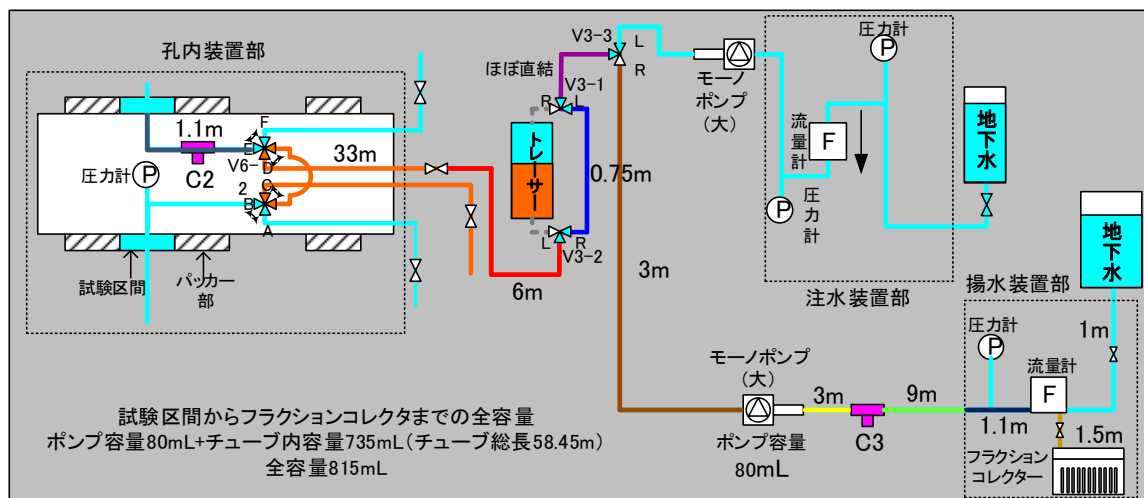 孔内装置部
1.1m
C2
F
E
V6-
D
C
2
B
A
圧力計
P
33m
試験区間
パッカー
部
6m
ほぼ直結
V3-3
L
R
V3-1
R
L
トレーサー
0.75m
L
R
V3-2
3m
モーノ
ポンプ
(大)
圧力計
P
流量計
F
P
圧力計
地下水
注水装置部
地下水
揚水装置部
1m
圧力計
P
流量計
F
モーノポンプ
(大)
3m
9m
C3
ポンプ容量
80mL
1.1m
1.5m
フラクション
コレクター
試験区間からフラクションコレクタまでの全容量
ポンプ容量80mL+チューブ内容量735mL(チューブ総長58.45m)
全容量815mL